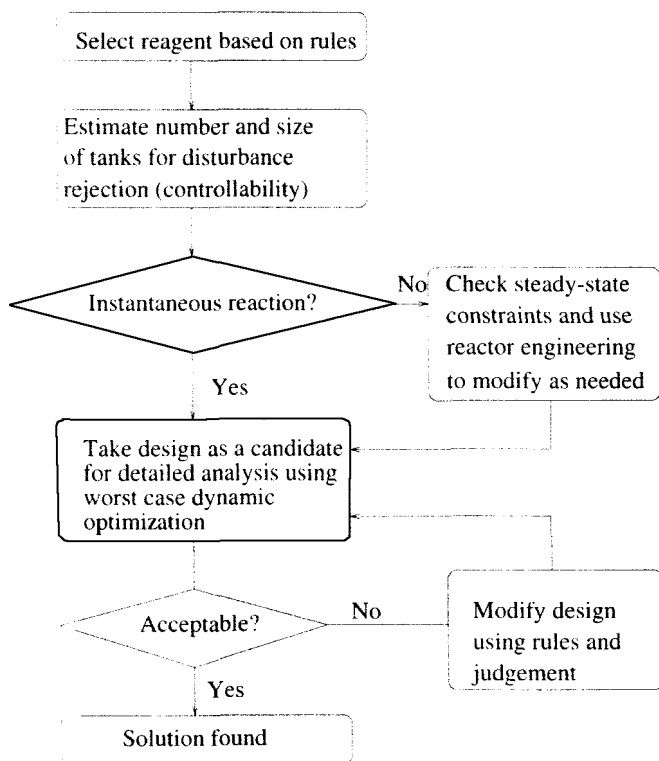 Select reagent based on rules
Estimate number and size
of tanks for disturbance
rejection (controllability)
Instantaneous reaction?
No
Check steady-state
constraints and use
reactor engineering
to modify as needed
Yes
Take design as a candidate
for detailed analysis using
worst case dynamic
optimization
Acceptable?
No
Modify design
using rules and
judgement
Yes
Solution found